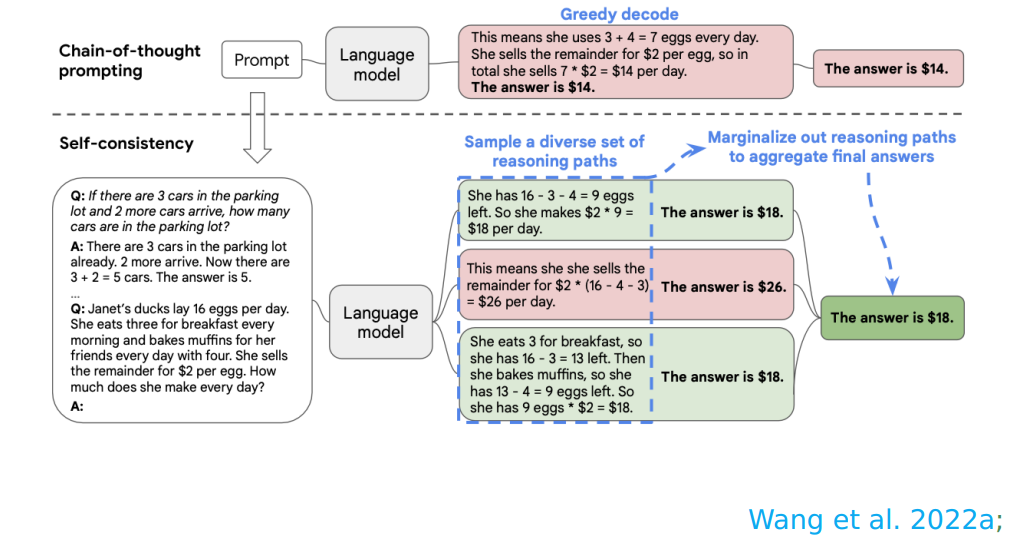 Greedy decode
Chain-of-thought
prompting
Prompt
Language
model
This means she uses 3 + 4 = 7 eggs every day.
She sells the remainder for $2 per egg, so in
total she sells 7 * $2 = $14 per day.
The answer is $14.
The answer is $14.
Self-consistency
Sample a diverse set of
reasoning paths
Marginalize out reasoning paths
to aggregate final answers
Q: If there are 3 cars in the parking
lot and 2 more cars arrive, how many
cars are in the parking lot?
A: There are 3 cars in the parking lot
already. 2 more arrive. Now there are
3 + 2 = 5 cars. The answer is 5.
...
Q: Janet's ducks lay 16 eggs per day.
She eats three for breakfast every
morning and bakes muffins for her
friends every day with four. She sells
the remainder for $2 per egg. How
much does she make every day?
A:
Language
model
She has 16 - 3 - 4 = 9 eggs
left. So she makes $2 * 9 =
$18 per day.
The answer is $18.
This means she she sells the
remainder for $2 * (16 - 4 - 3)
= $26 per day.
The answer is $26.
She eats 3 for breakfast, so
she has 16 - 3 = 13 left. Then
she bakes muffins, so she
has 13 - 4 = 9 eggs left. So
she has 9 eggs * $2 = $18.
The answer is $18.
The answer is $18.
Wang et al. 2022a;